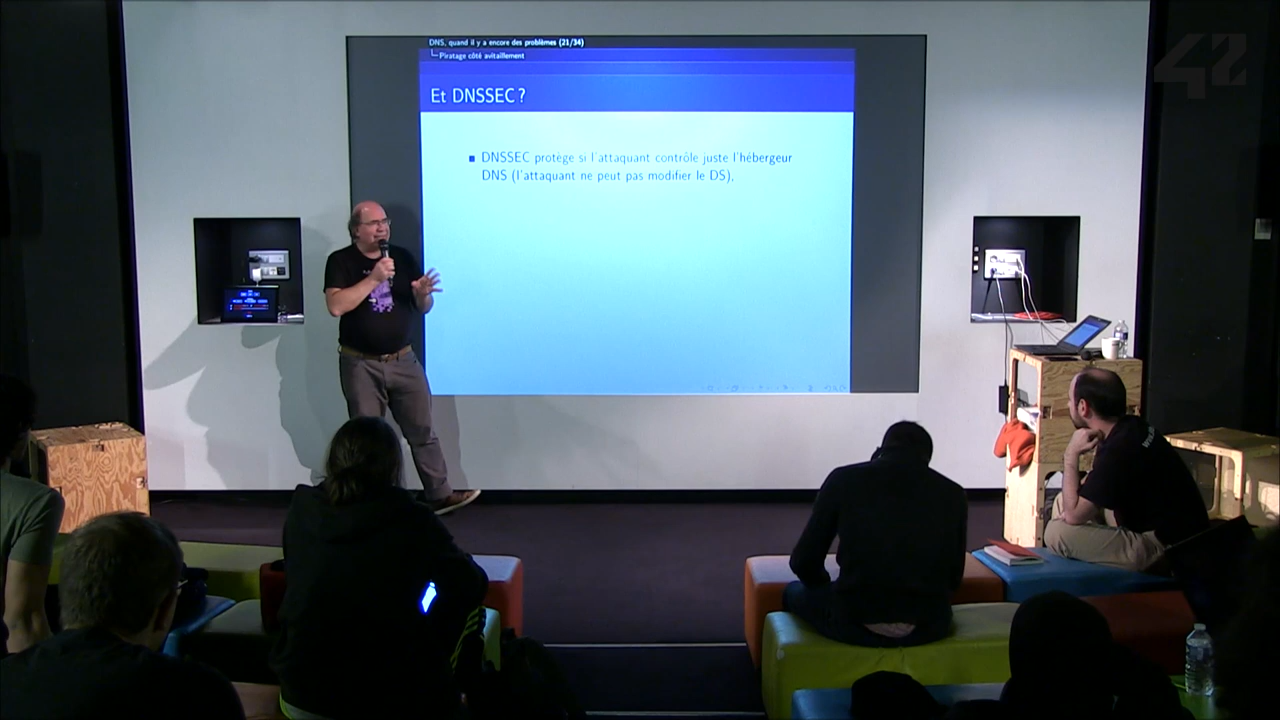 DNS, quand il y a encore des problèmes (21/34)
Piratage côté avitaillement
Et DNSSEC ?
DNSSEC protège si l'attaquant contrôle juste l'hébergeur
DNS (l'attaquant ne peut pas modifier le DS),
42